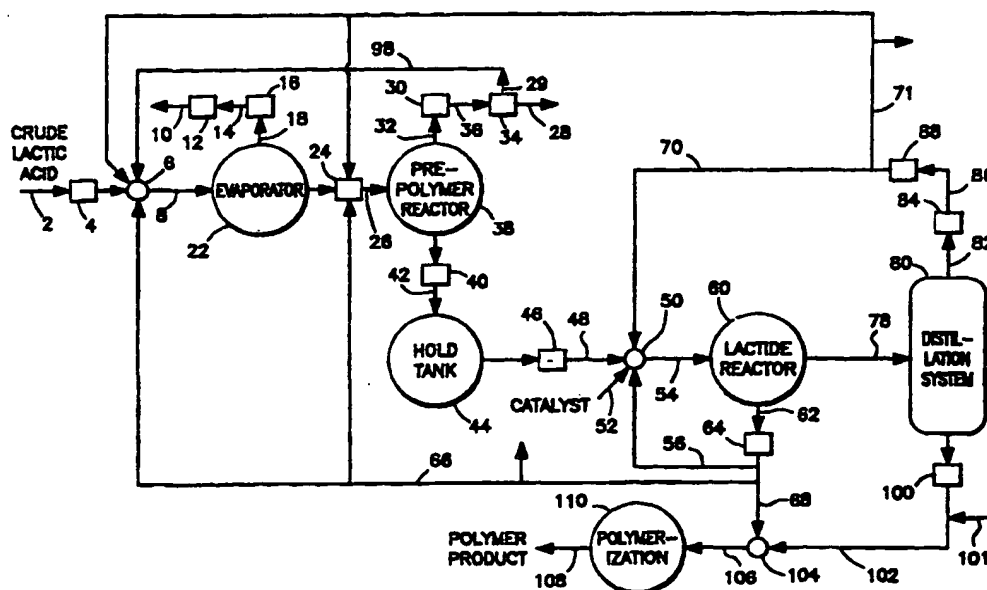 98
16
30
29
71
10
12
14
18
32
36
34
28
70
88
86
84
82
CRUDE
LACTIC
ACID
6
24
PRE-
POLYMER
REACTOR
EVAPORATOR
2
4
8
22
26
38
80
42
40
60
50
46
48
78
HOLD
TANK
LACTIDE
REACTOR
DISTIL-
LATION
SYSTEM
CATALYST
52
54
62
44
56
64
66
100
110
68
POLYMER
PRODUCT
POLYMER-
IZATION
108
106
104
102
101